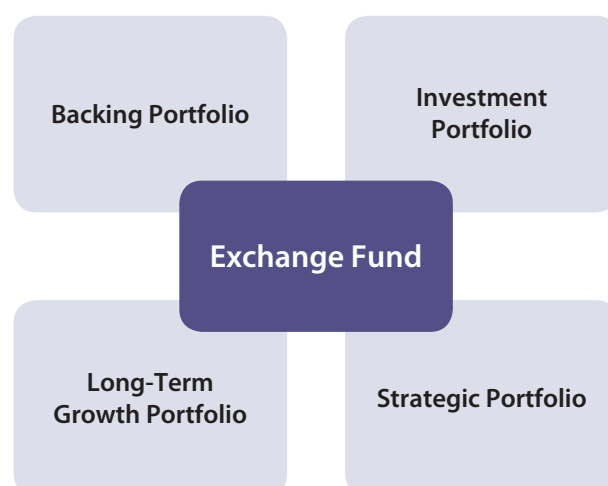 Backing Portfolio
Investment
Portfolio
Exchange Fund
Long-Term
Growth Portfolio
Strategic Portfolio